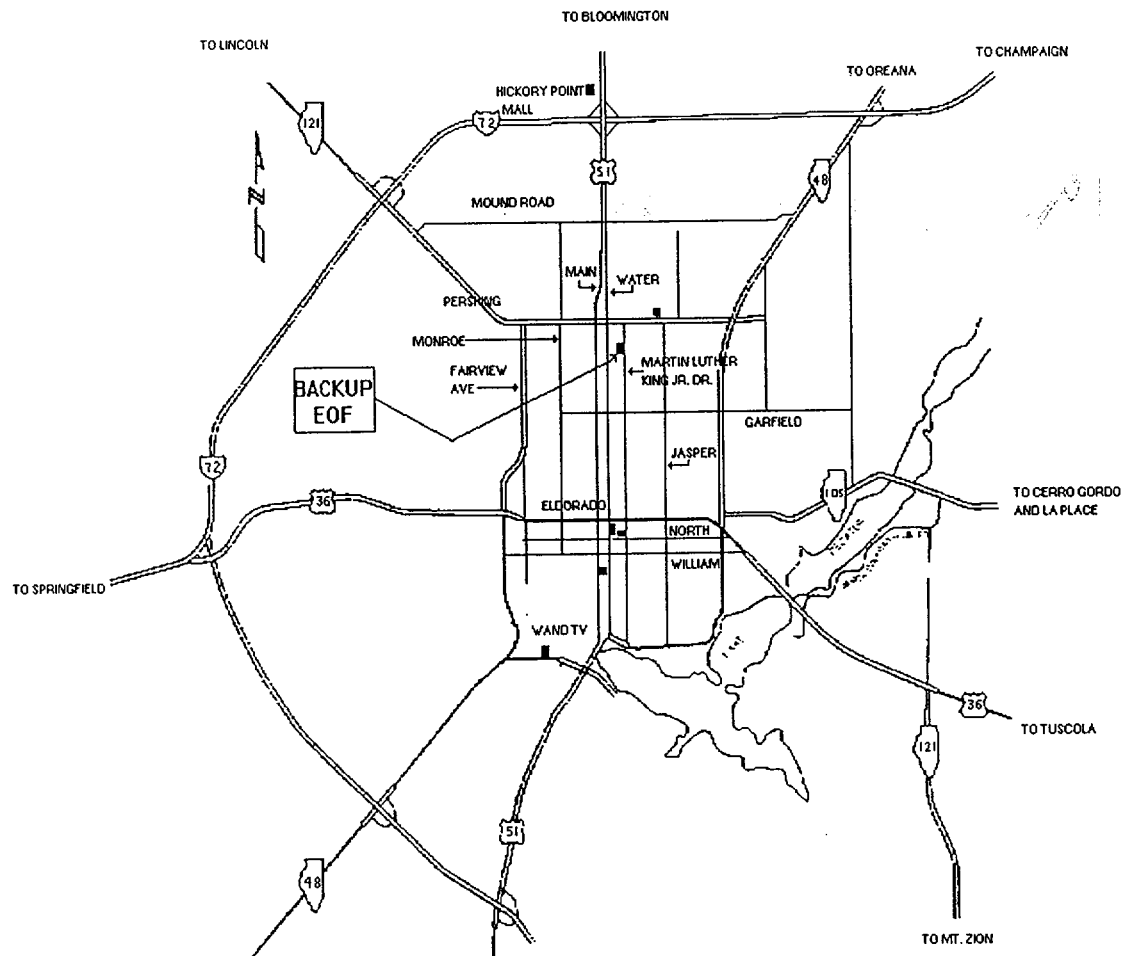 TO BLOOMINGTON
TO LINCOLN
TO CHAMPAIGN
TO OREANA
HICKORY POINT
MALL
72
121
51
48
N
MOUND ROAD
MAIN
WATER
PERSHING
MONROE
MARTIN LUTHER
KING JR. DR.
FAIRVIEW
AVE
BACKUP
EOF
GARFIELD
JASPER
72
36
105
ELDORADO
TO CERRO GORDO
AND LA PLACE
NORTH
WILLIAM
TO SPRINGFIELD
WAND TV
36
TO TUSCOLA
121
51
48
TO MT. ZION